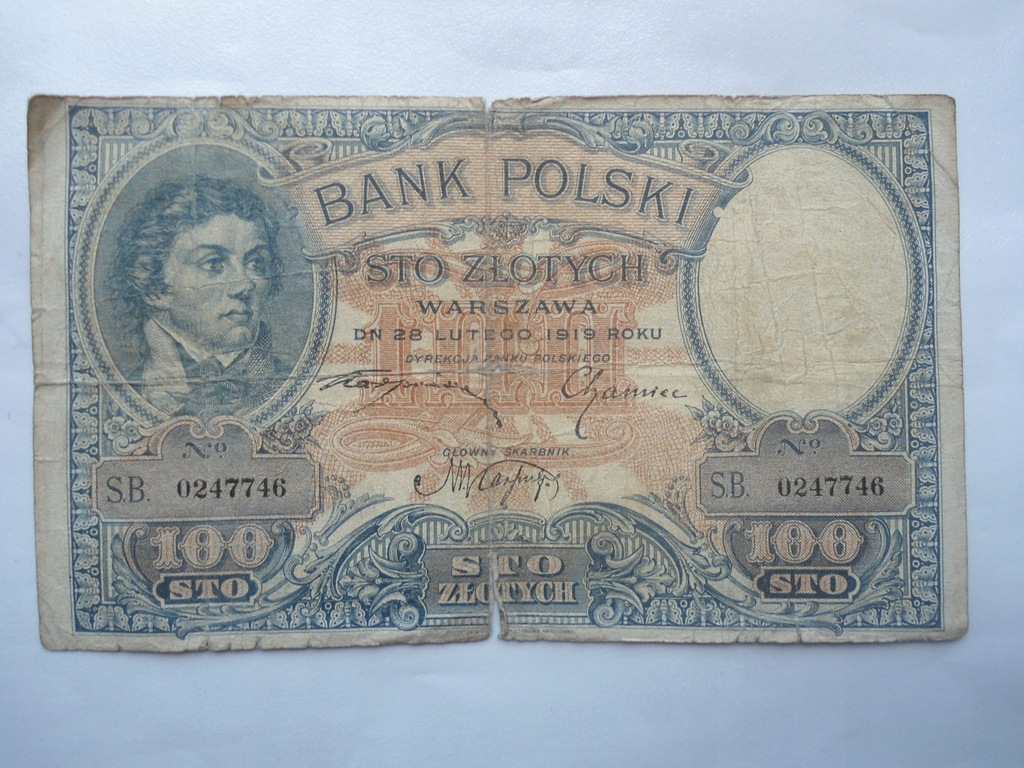 BANK POLSKI
STO ZŁOTYCH
WARSZAWA
DN 28 LUTEGO 1919 ROKU
DYREKCJA BANKU POLSKIEGO
Chamiec
GŁÓWNY SKARBNIK.
№
S.B. 0247746
100
STO
№
S.B. 0247746
100
STO
STO
ZŁOTYCH